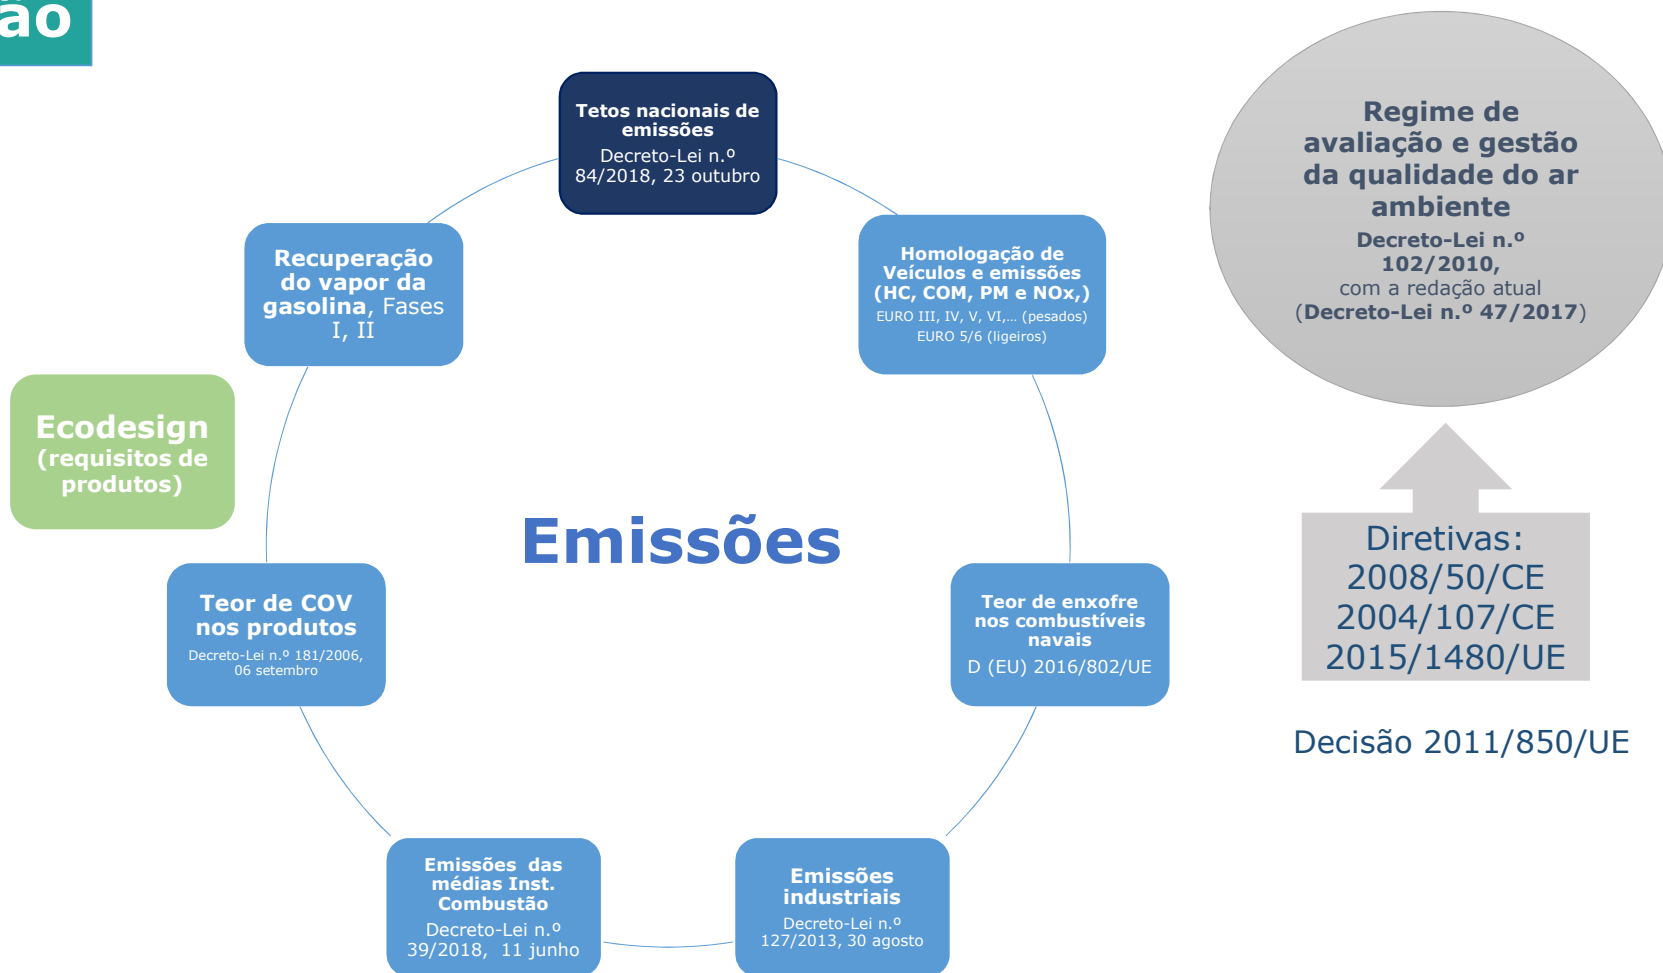 ão
Tetos nacionais de
emissões
Decreto-Lei n.º
84/2018, 23 outubro
Homologação de
Veículos e emissões
(HC, COM, PM e NOx,)
EURO III, IV, V, VI,... (pesados)
EURO 5/6 (ligeiros)
Teor de enxofre
nos combustíveis
navais
D (EU) 2016/802/UE
Emissões
industriais
Decreto-Lei n.º
127/2013, 30 agosto
Emissões das
médias Inst.
Combustão
Decreto-Lei n.º
39/2018, 11 junho
Teor de COV
nos produtos
Decreto-Lei n.º 181/2006,
06 setembro
Ecodesign
(requisitos de
produtos)
Recuperação
do vapor da
gasolina, Fases
I, II
Emissões
Regime de
avaliação e gestão
da qualidade do ar
ambiente
Decreto-Lei n.º
102/2010,
com a redação atual
(Decreto-Lei n.º 47/2017)
Diretivas:
2008/50/CE
2004/107/CE
2015/1480/UE
Decisão 2011/850/UE